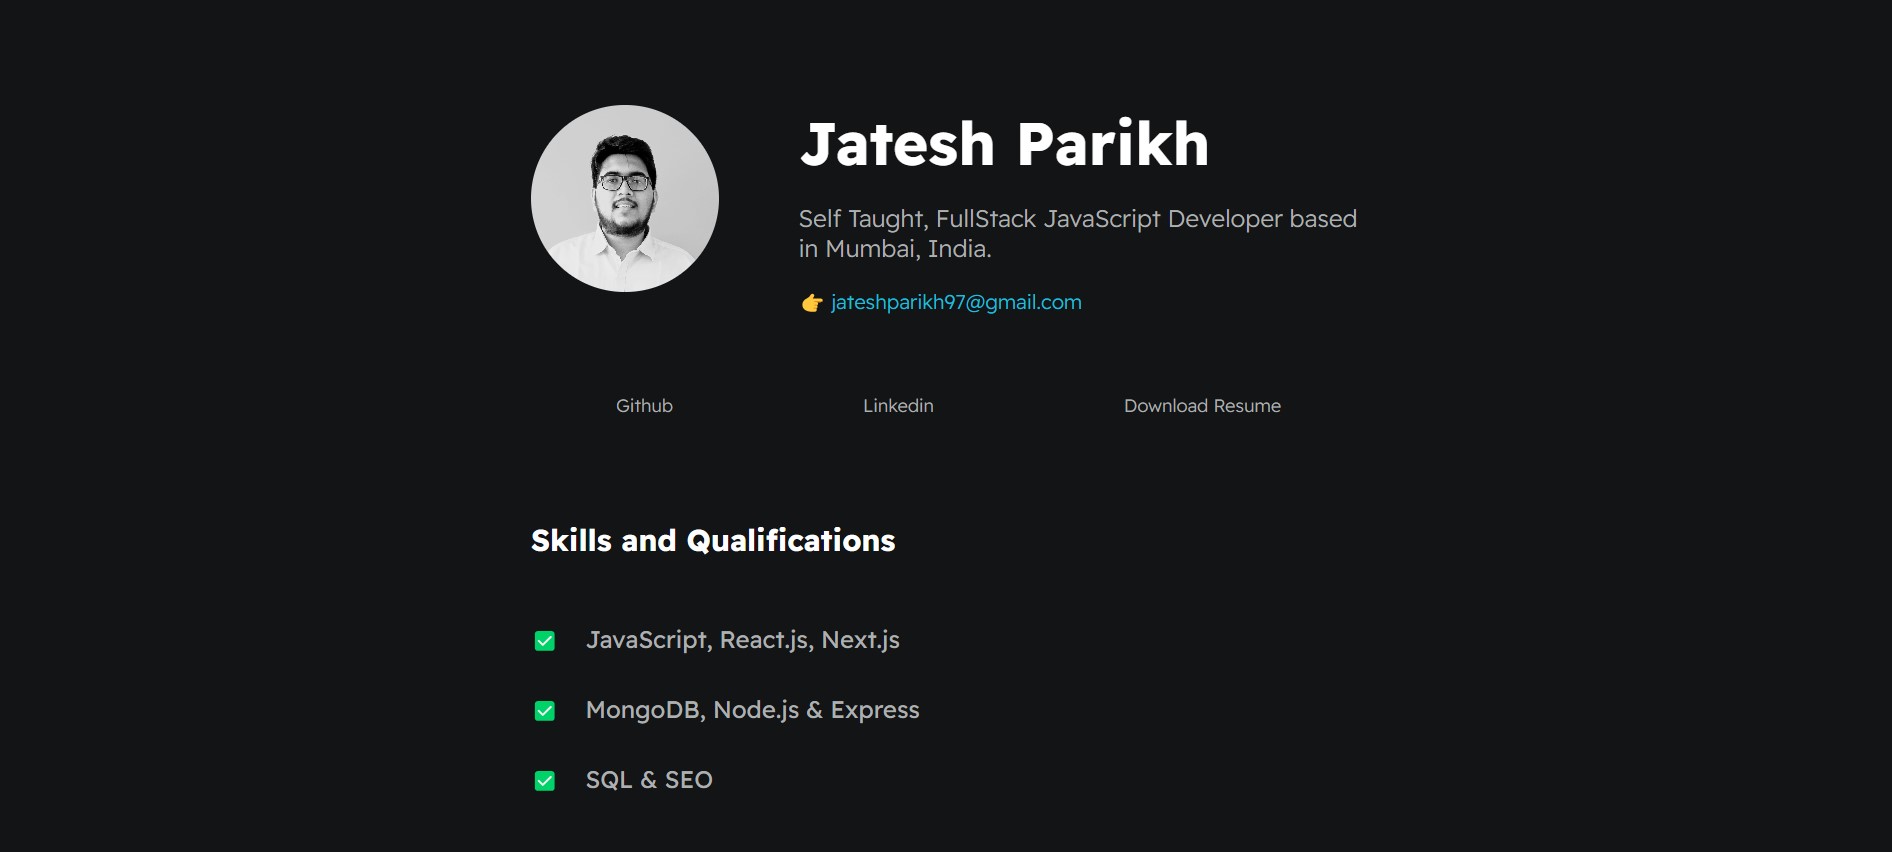 Jatesh Parikh
Self Taught, FullStack JavaScript Developer based
in Mumbai, India.
👉 jateshparikh97@gmail.com
Github
Linkedin
Download Resume
Skills and Qualifications
JavaScript, React.js, Next.js
MongoDB, Node.js & Express
SQL & SEO